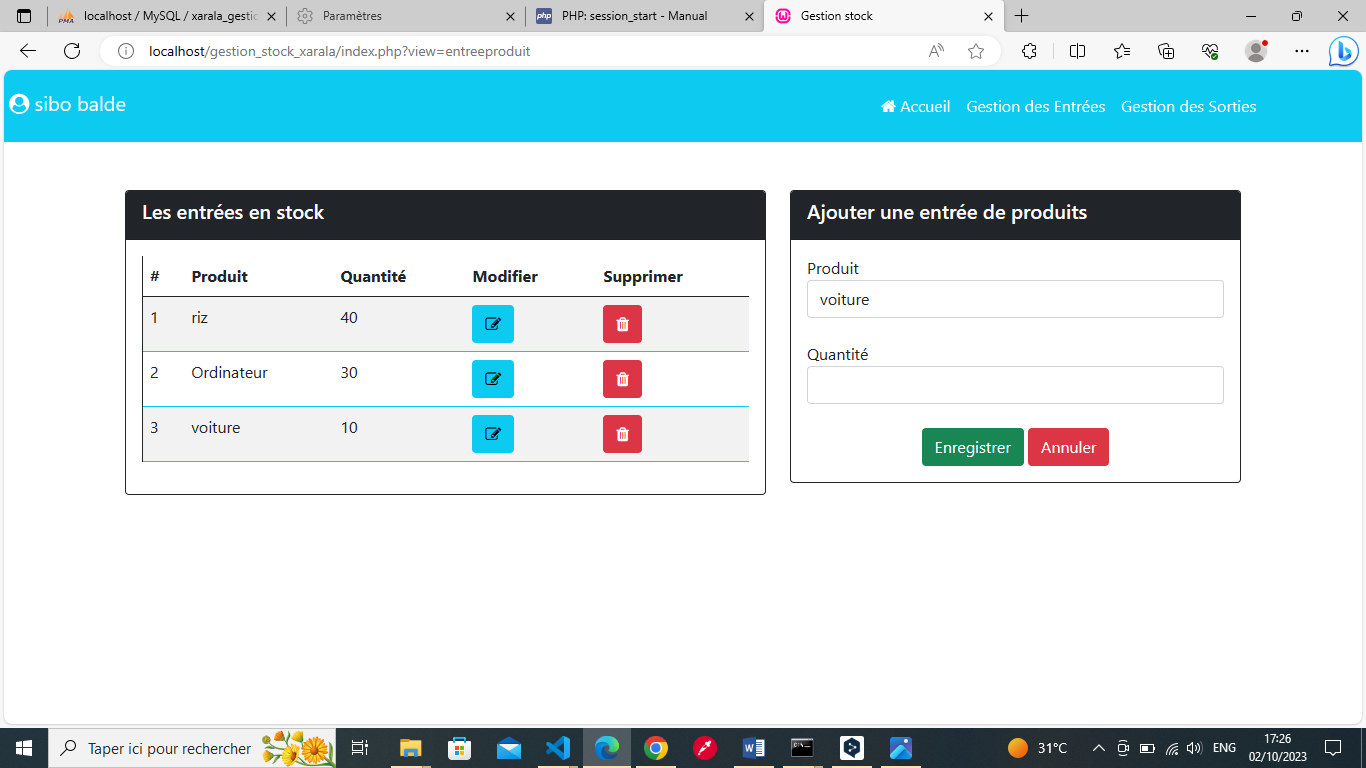 localhost / MySQL / xarala_gestic
Paramètres
php
PHP: session_start - Manual
Gestion stock
localhost/gestion_stock_xarala/index.php?view=entreeproduit
sibo balde
Accueil Gestion des Entrées Gestion des Sorties
Les entrées en stock
# Produit Quantité Modifier Supprimer
1 riz 40
2 Ordinateur 30
3 voiture 10
Ajouter une entrée de produits
Produit
voiture
Quantité
Enregistrer Annuler
Taper ici pour rechercher
31°C
ENG
17:26
02/10/2023